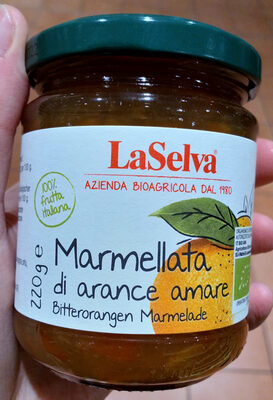 LaSelva
AZIENDA BIOAGRICOLA DAL 1980
100%
frutta
italiana
Marmellata
di arance amare
Bitterorangen Marmelade
220g e